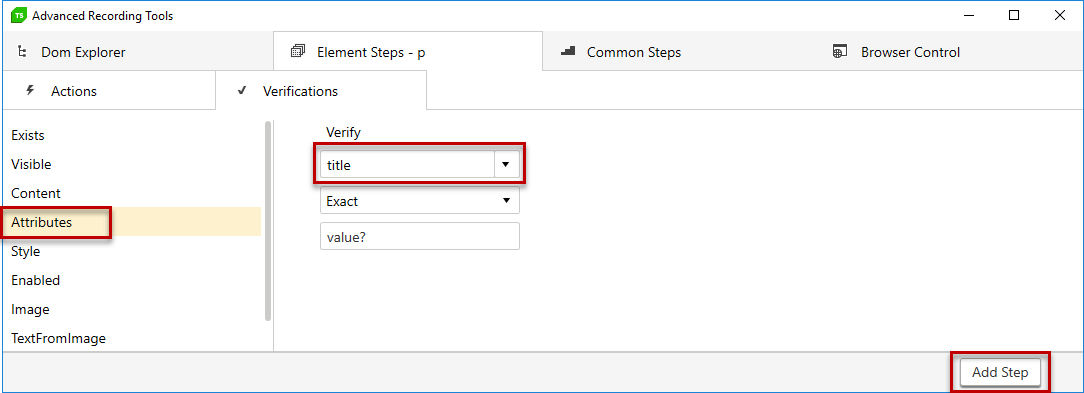 TS Advanced Recording Tools
Dom Explorer
Element Steps - p
Common Steps
Browser Control
Actions
Verifications
Exists
Visible
Content
Attributes
Style
Enabled
Image
TextFromImage
Verify
title
Exact
value?
Add Step